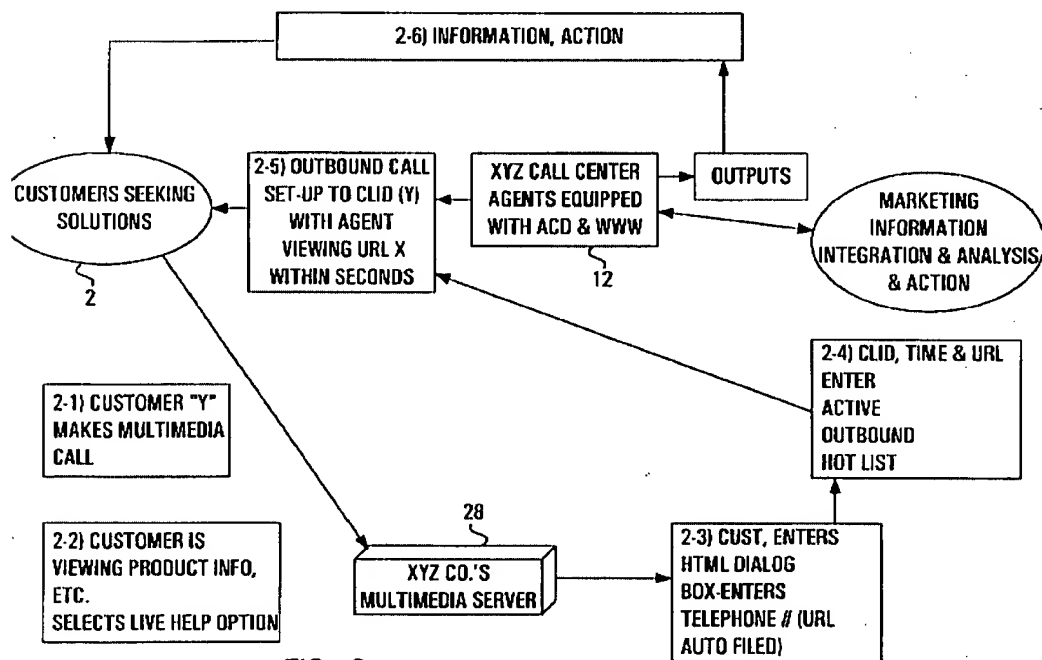 2-6) INFORMATION, ACTION
CUSTOMERS SEEKING
SOLUTIONS
2
2-5) OUTBOUND CALL
SET-UP TO CLID (Y)
WITH AGENT
VIEWING URL X
WITHIN SECONDS
XYZ CALL CENTER
AGENTS EQUIPPED
WITH ACD & WWW
12
OUTPUTS
MARKETING
INFORMATION
INTEGRATION & ANALYSIS
& ACTION
2-4) CLID, TIME & URL
ENTER
ACTIVE
OUTBOUND
HOT LIST
2-1) CUSTOMER "Y"
MAKES MULTIMEDIA
CALL
2-2) CUSTOMER IS
VIEWING PRODUCT INFO,
ETC.
SELECTS LIVE HELP OPTION
28
XYZ CO.'S
MULTIMEDIA SERVER
2-3) CUST, ENTERS
HTML DIALOG
BOX-ENTERS
TELEPHONE # (URL
AUTO FILED)